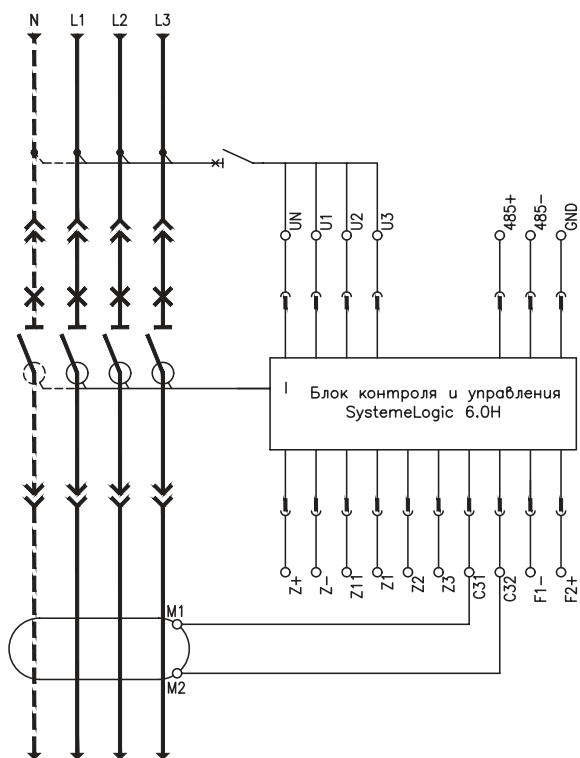 N L1 L2 L3
UN U1 U2 U3 485+ 485- GND
I Блок контроля и управления
SystemeLogic 6.0H
Z+ Z- Z11 Z1 Z2 Z3 C31 C32 F1- F2+
M1
M2